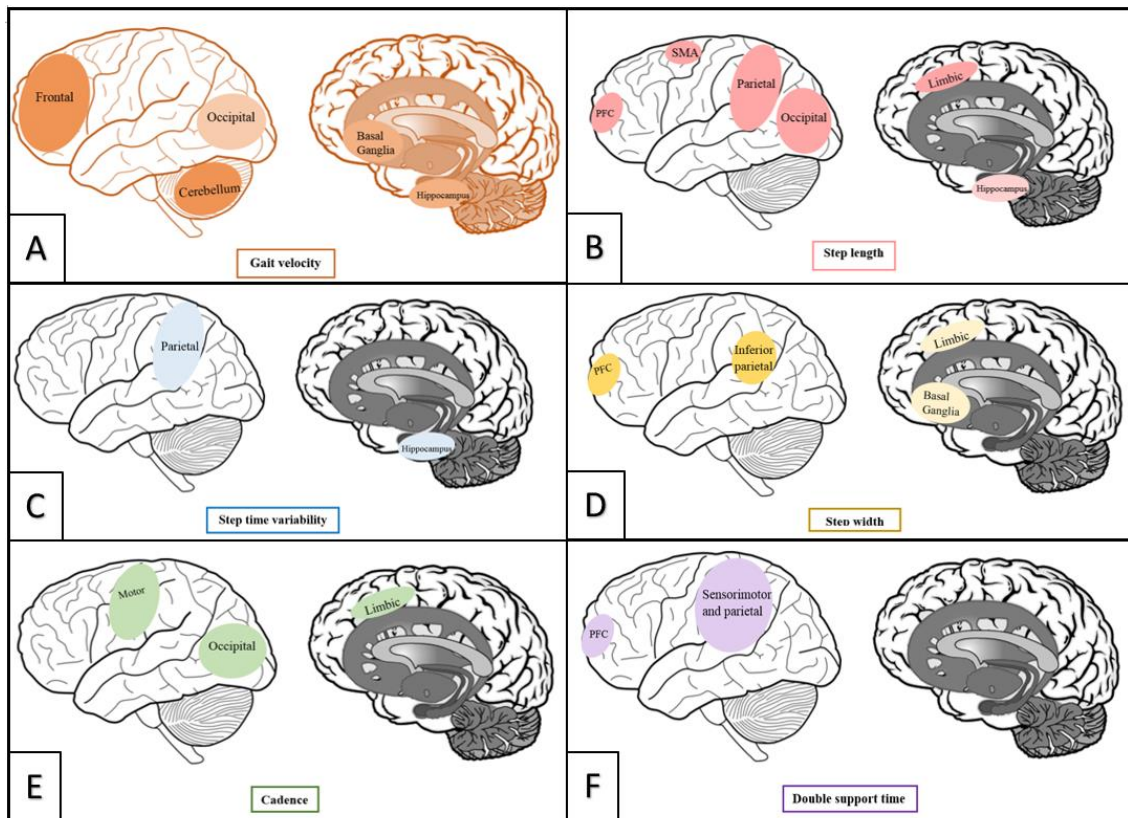 Frontal
Occipital
Cerebellum
Basal
Ganglia
Hippocampus
A
Gait velocity
SMA
PFC
Parietal
Occipital
Limbic
Hippocampus
B
Step length
Parietal
Hippocampus
C
Step time variability
PFC
Inferior
parietal
Limbic
Basal
Ganglia
D
Step width
Motor
Occipital
Limbic
E
Cadence
PFC
Sensorimotor
and parietal
F
Double support time